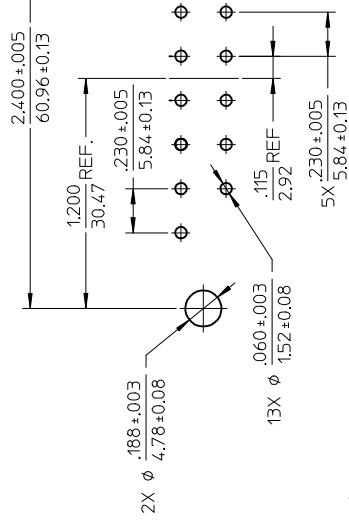 2.400±.005
60.96±0.13
1.200 REF.
30.47
.230±.005
5.84±0.13
.115 REF
2.92
5X .230±.005
5.84±0.13
2X ⌀ .188±.003
4.78±0.08
13X ⌀ .060±.003
1.52±0.08